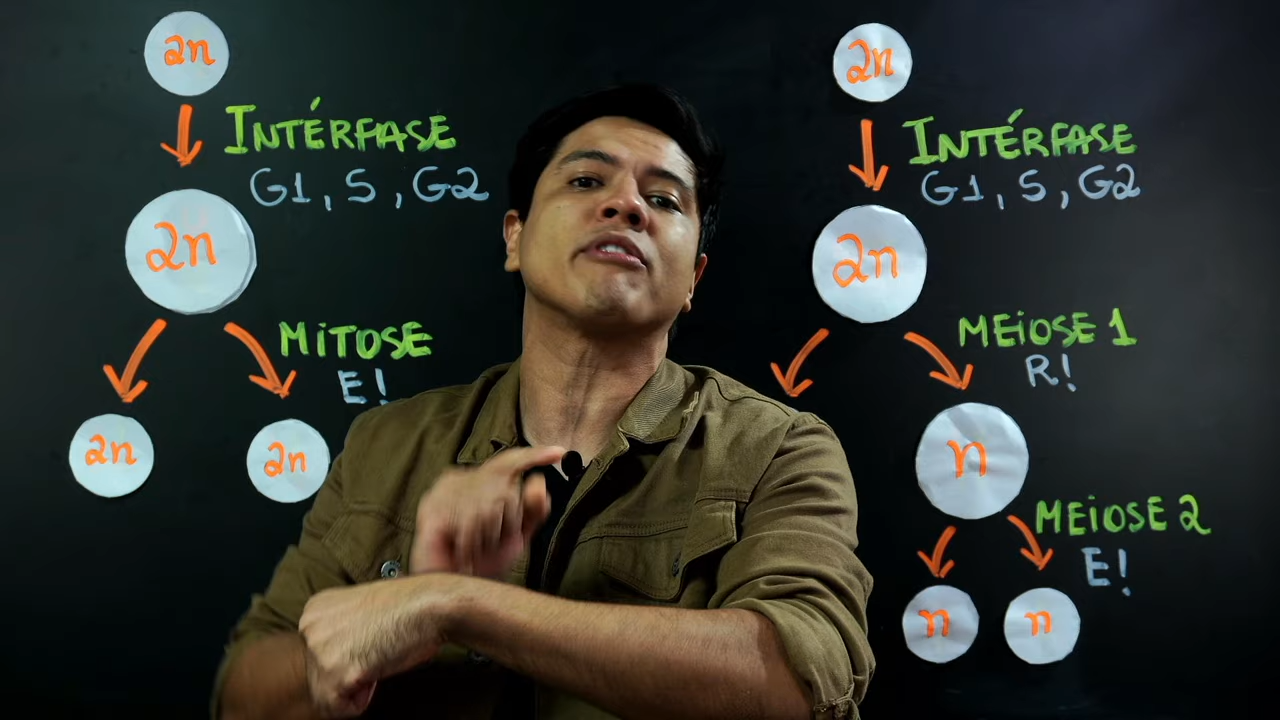 2n
INTÉRFASE
G1, S, G2
2n
MITOSE
E!
2n
2n
2n
INTÉRFASE
G1, S, G2
2n
MEIOSE 1
R!
n
MEIOSE 2
E!
n
n